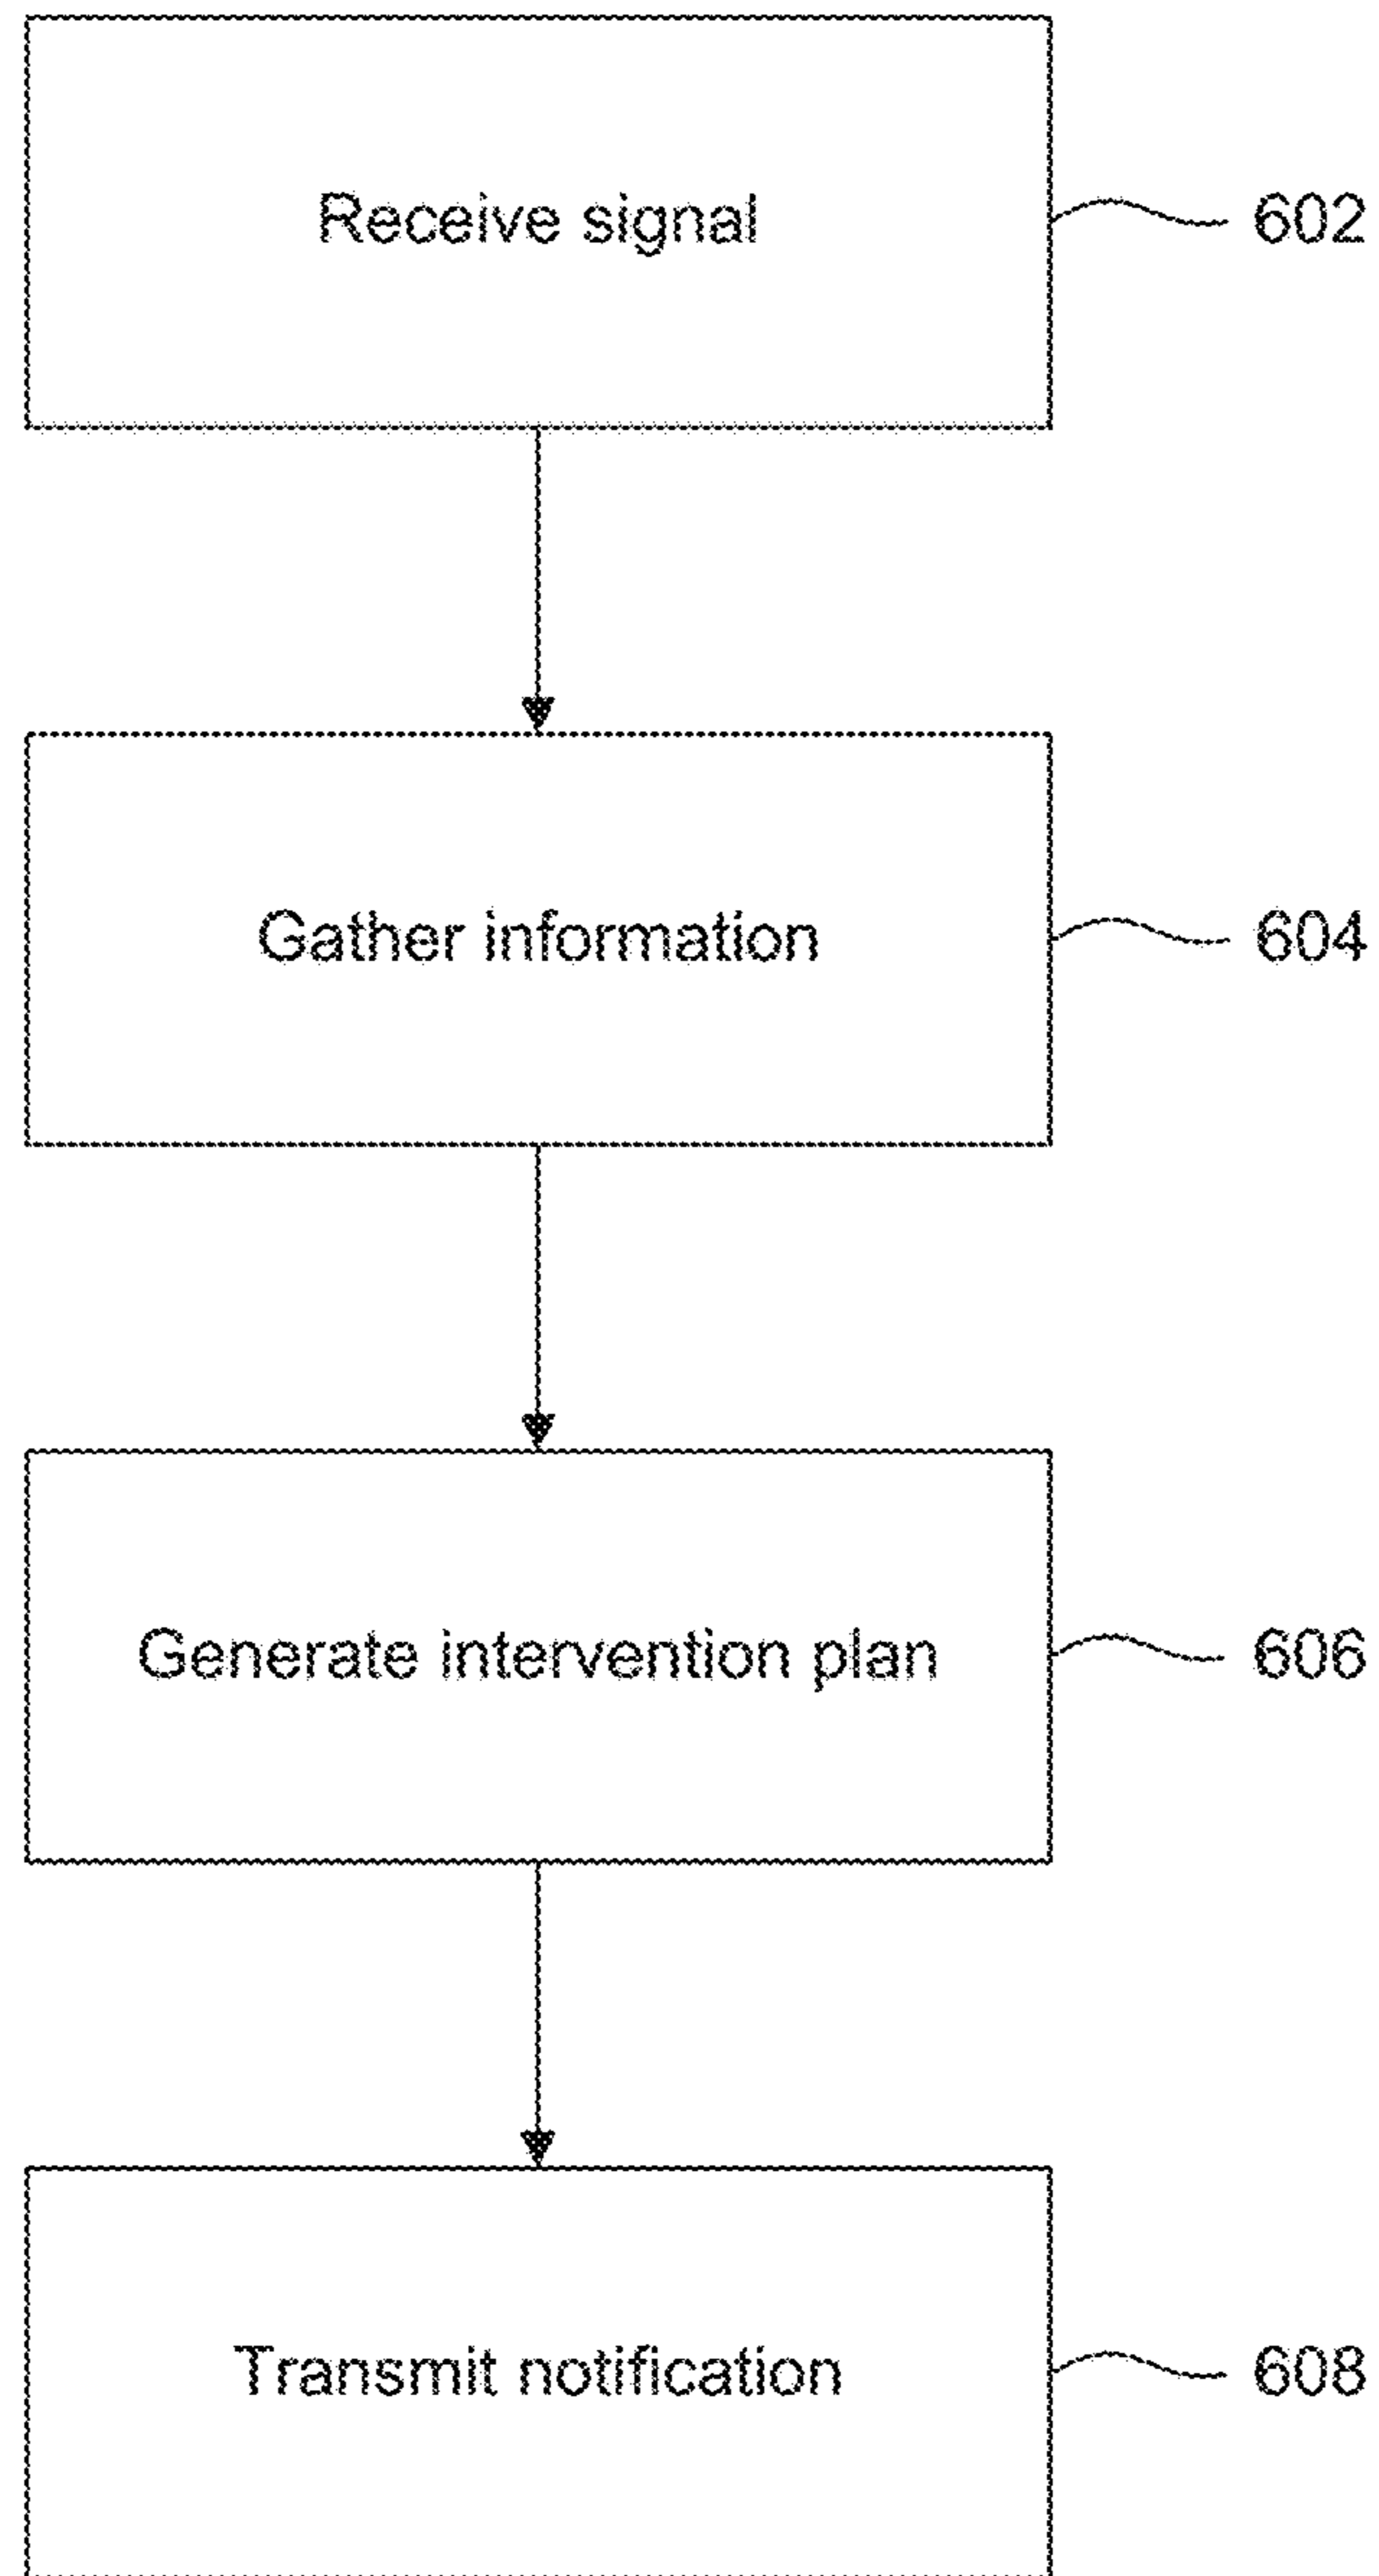 Receive signal 602
Gather information 604
Generate intervention plan 606
Transmit notification 608